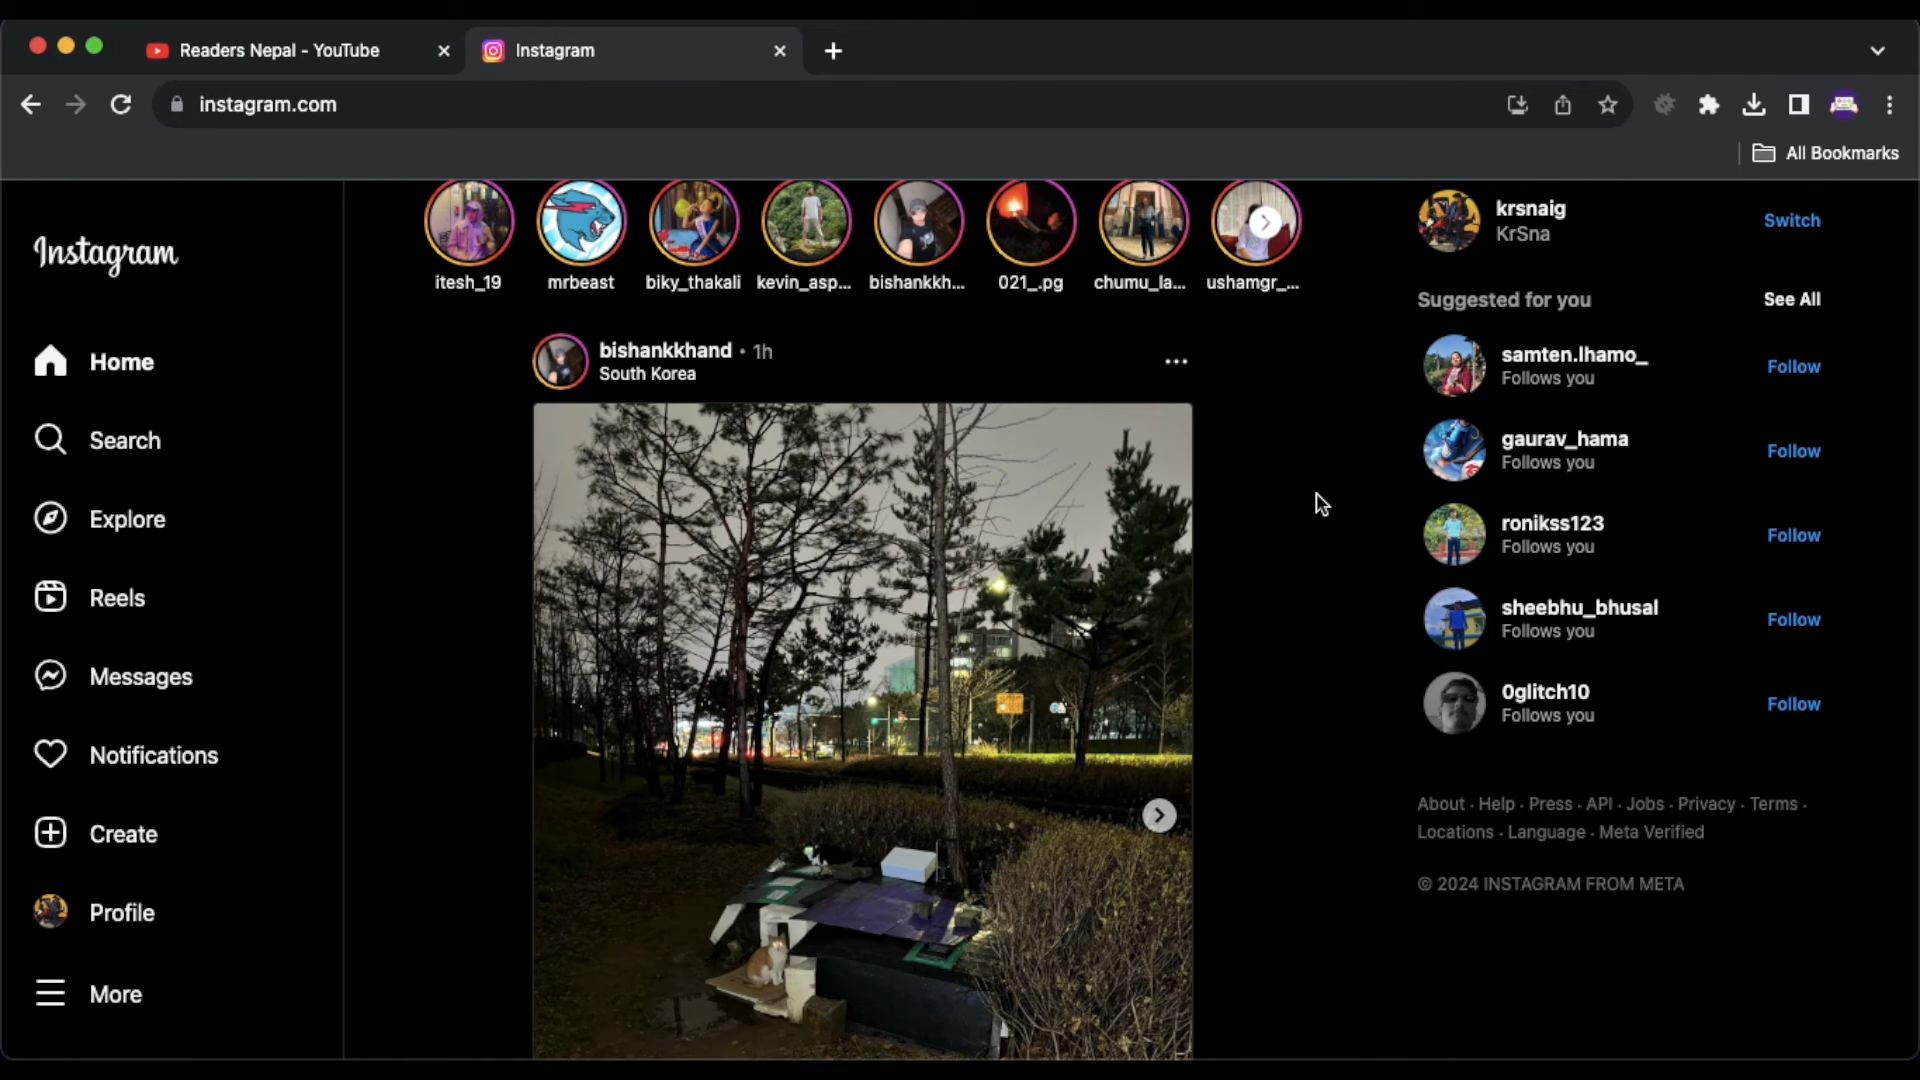 Readers Nepal - YouTube
Instagram
instagram.com
All Bookmarks
Instagram
Home
Search
Explore
Reels
Messages
Notifications
Create
Profile
More
itesh_19
mrbeast
biky_thakali
kevin_asp...
bishankkh...
021_.pg
chumu_la...
ushamgr_...
bishankkhand • 1h
South Korea
krsnaig
KrSna
Switch
Suggested for you
See All
samten.lhamo_
Follows you
Follow
gaurav_hama
Follows you
Follow
ronikss123
Follows you
Follow
sheebhu_bhusal
Follows you
Follow
0glitch10
Follows you
Follow
About · Help · Press · API · Jobs · Privacy · Terms ·
Locations · Language · Meta Verified
© 2024 INSTAGRAM FROM META